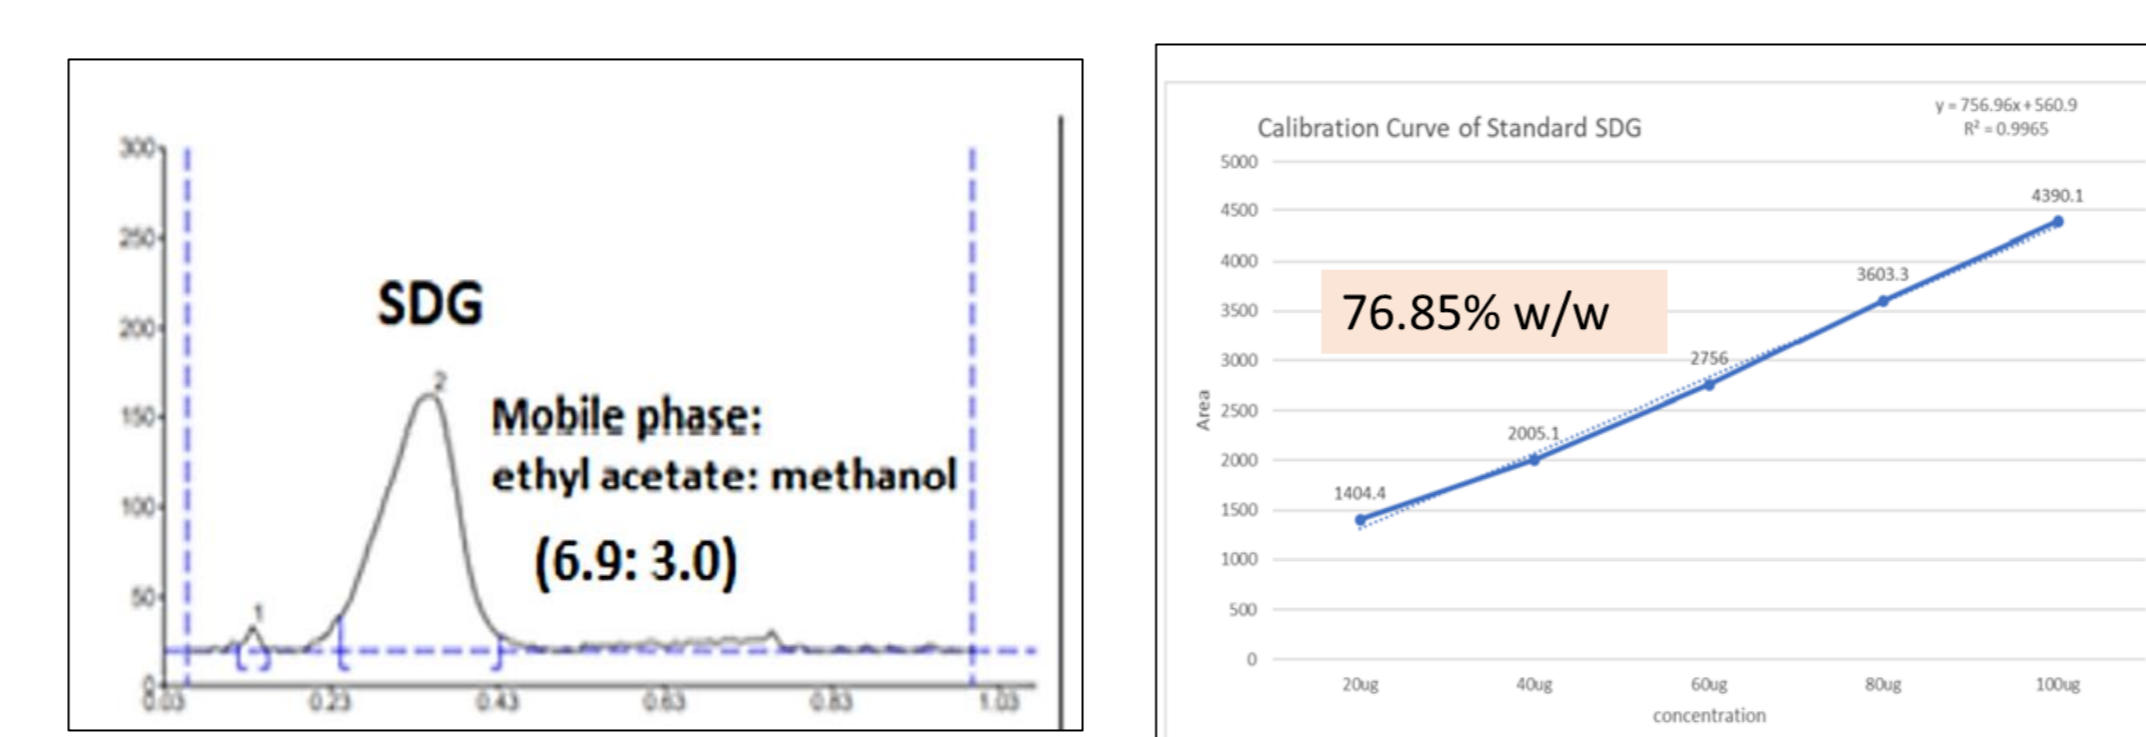 300
250
200
150
100
50
0
0.03 0.23 0.43 0.63 0.83 1.03
SDG
2
1
Mobile phase:
ethyl acetate: methanol
(6.9: 3.0)
Calibration Curve of Standard SDG
y = 756.96x + 560.9
R² = 0.9965
5000
4500
4000
3500
3000
2500
2000
1500
1000
500
0
Area
76.85% w/w
1404.4
2005.1
2756
3603.3
4390.1
20ug 40ug 60ug 80ug 100ug
concentration